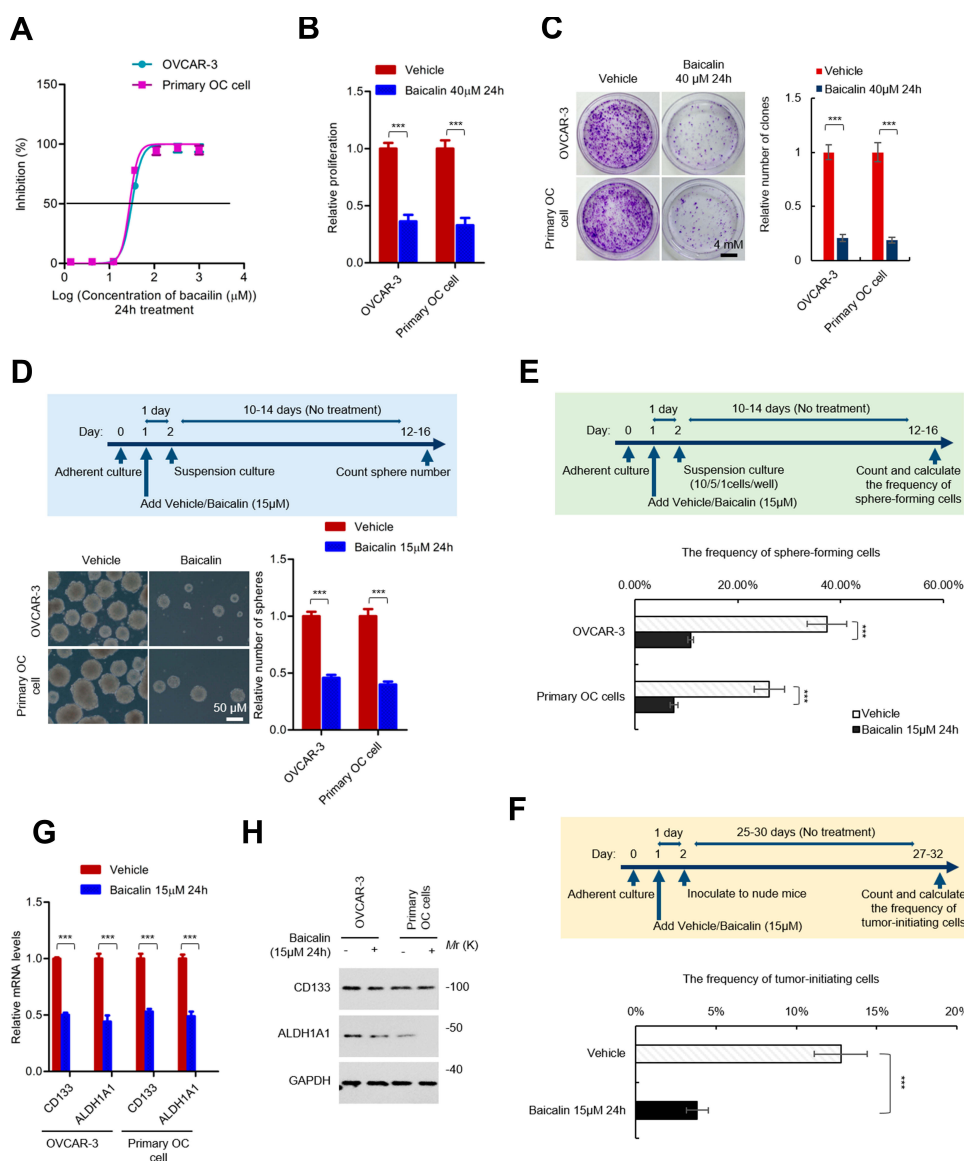 A
OVCAR-3
Primary OC cell
150
100
50
0
Inhibition (%)
0 1 2 3 4
Log (Concentration of bacailin (μM))
24h treatment
B
Vehicle
Baicalin 40μM 24h
*** ***
1.5
1.0
0.5
0.0
Relative proliferation
OVCAR-3
Primary OC cell
C
Vehicle
Baicalin
40 μM 24h
OVCAR-3
Primary OC
cell
4 mM
Vehicle
Baicalin 40μM 24h
*** ***
1.5
1
0.5
0
Relative number of clones
OVCAR-3
Primary OC cell
D
1 day
10-14 days (No treatment)
Day: 0 1 2 12-16
Adherent culture
Suspension culture
Count sphere number
Add Vehicle/Baicalin (15μM)
Vehicle
Baicalin
OVCAR-3
Primary OC
cell
50 μM
Vehicle
Baicalin 15μM 24h
*** ***
1.5
1.0
0.5
0.0
Relative number of spheres
OVCAR-3
Primary OC cell
E
1 day
10-14 days (No treatment)
Day: 0 1 2 12-16
Adherent culture
Suspension culture
(10/5/1cells/well)
Count and calculate
the frequency of
sphere-forming cells
Add Vehicle/Baicalin (15μM)
The frequency of sphere-forming cells
0.00% 20.00% 40.00% 60.00%
OVCAR-3
***
Primary OC cells
***
Vehicle
Baicalin 15μM 24h
F
1 day
25-30 days (No treatment)
Day: 0 1 2 27-32
Adherent culture
Inoculate to nude mice
Count and calculate
the frequency of
tumor-initiating cells
Add Vehicle/Baicalin (15μM)
The frequency of tumor-initiating cells
0% 5% 10% 15% 20%
Vehicle
***
Baicalin 15μM 24h
G
Vehicle
Baicalin 15μM 24h
*** *** *** ***
1.5
1.0
0.5
0.0
Relative mRNA levels
CD133
ALDH1A1
CD133
ALDH1A1
OVCAR-3
Primary OC
cell
H
OVCAR-3
Primary
OC cells
Baicalin
(15μM 24h)
- + - +
Mr (K)
CD133
-100
ALDH1A1
-50
-40
GAPDH